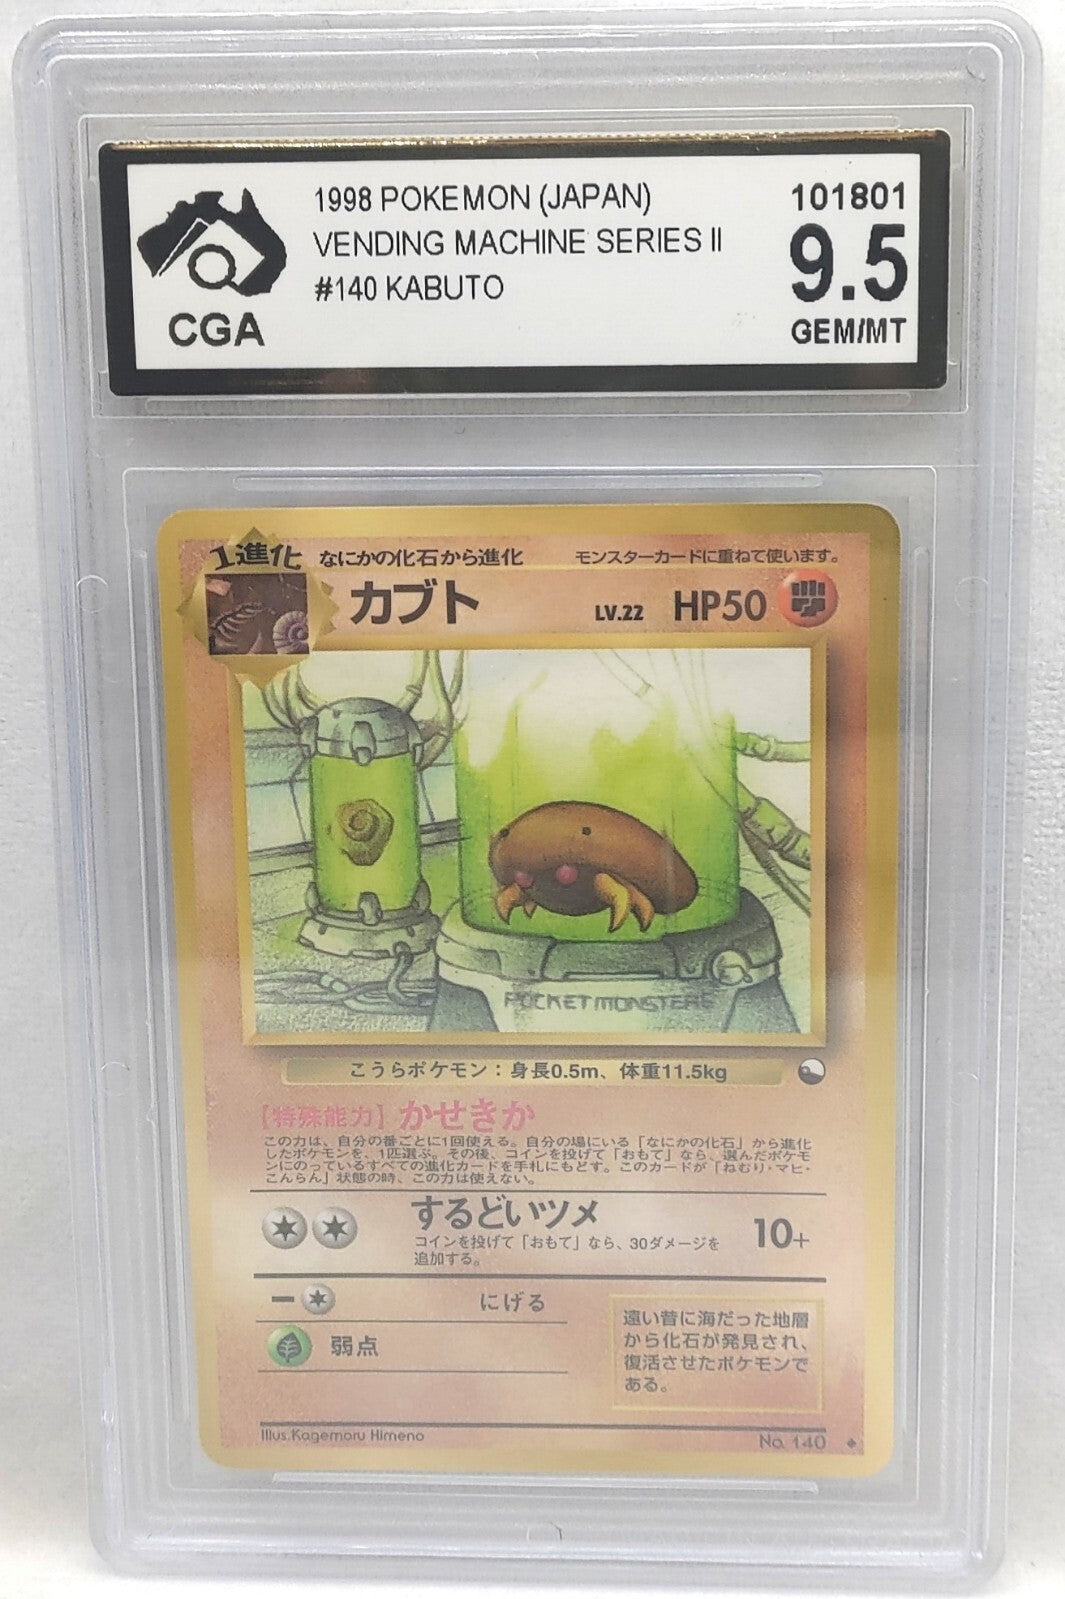 1998 POKEMON (JAPAN)
VENDING MACHINE SERIES II
#140 KABUTO
CGA
101801
9.5
GEM/MT
1進化 なにかの化石から進化 モンスターカードに重ねて使います。
カブト LV.22 HP50
POCKET MONSTERS
こうらポケモン：身長0.5m、体重11.5kg
［特殊能力］かせきか
この力は、自分の番ごとに1回使える。自分の場にいる「なにかの化石」から進化
したポケモンを、1匹選ぶ。その後、コインを投げて「おもて」なら、選んだポケモ
ンにのっているすべての進化カードを手札にもどす。このカードが「ねむり・マヒ・
こんらん」状態の時、この力は使えない。
するどいツメ 10+
コインを投げて「おもて」なら、30ダメージを
追加する。
にげる
弱点
遠い昔に海だった地層
から化石が発見され、
復活させたポケモンで
ある。
Illus.Kagemaru Himeno
No. 140 ◆